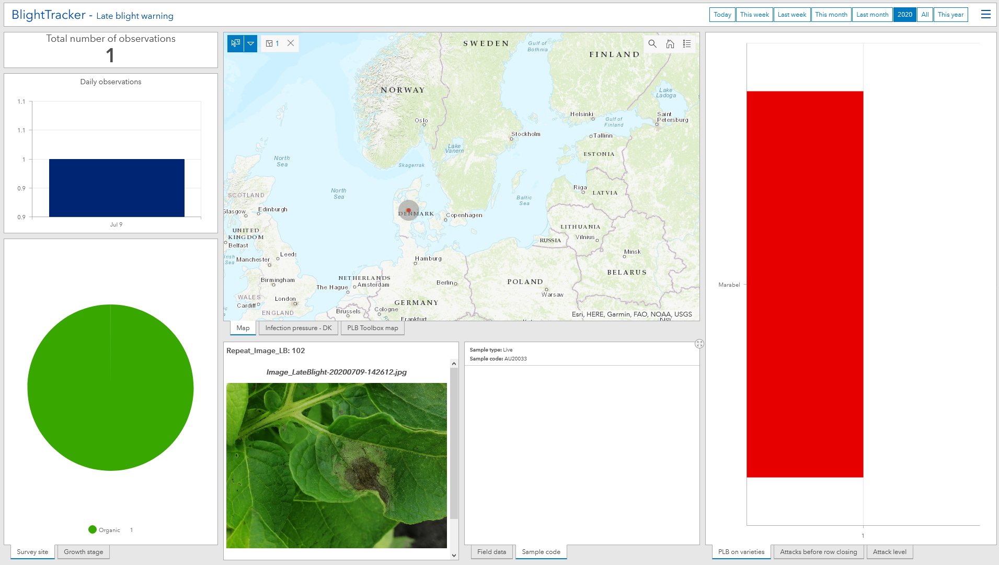 BlightTracker - Late blight warning
Today
This week
Last week
This month
Last month
2020
All
This year
Total number of observations
1
Daily observations
1.1
1.1
1
0.9
0.9
Jul 9
Organic 1
Survey site
Growth stage
1
SWEDEN
Gulf of
Bothnia
FINLAND
NORWAY
Lake
Ladoga
Helsinki
Saint
Petersburg
Gulf of
Finland
Oslo
Stockholm
Tallinn
Lake
Vanern
ESTONIA
North
Sea
Skagerrak
North
Sea
Riga
LATVIA
SCOTLAND
Baltic
Sea
Glasgow
Edinburgh
DENMARK
Copenhagen
UNITED
KINGDOM
LITHUANIA
RUSSIA
Vilnius
Belfast
Irish
Sea
Leeds
Manchester
Hamburg
Minsk
BELARUS
Birmingham
NETHERLANDS
The Hague
Amsterdam
Berlin
POLAND
Warsaw
WALES
Cardiff
London
ENGLAND
GERMANY
Brussels
Cologne
Frankfurt
Esri, HERE, Garmin, FAO, NOAA, USGS
Kiev
Map
Infection pressure - DK
PLB Toolbox map
Repeat_Image_LB: 102
Image_LateBlight-20200709-142612.jpg
Sample type: Live
Sample code: AU20033
Field data
Sample code
Marabel
1
PLB on varieties
Attacks before row closing
Attack level